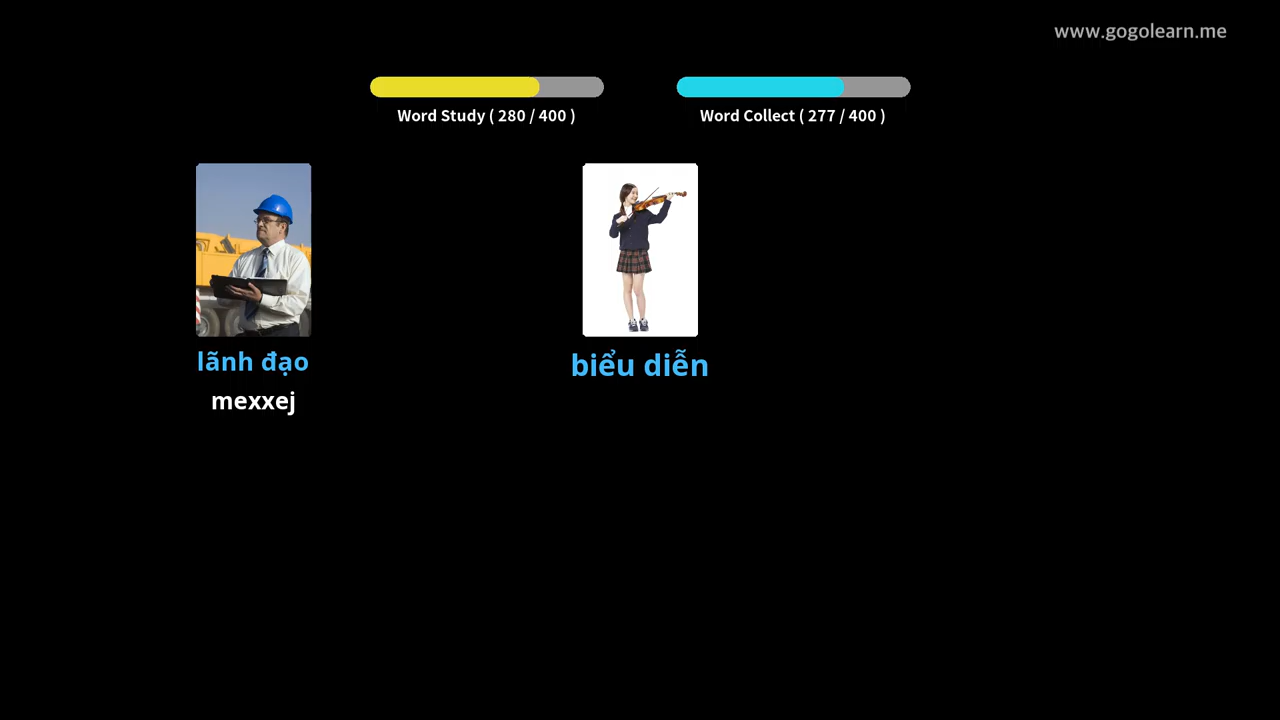 www.gogolearn.me
Word Study ( 280 / 400 )
Word Collect ( 277 / 400 )
lãnh đạo
mexxej
biểu diễn